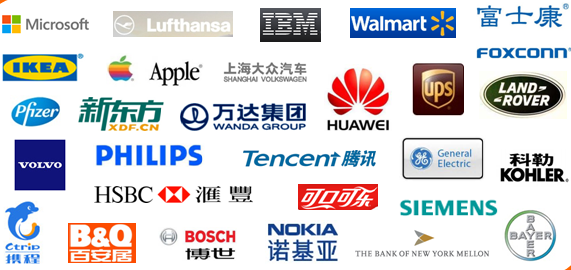 Microsoft
Lufthansa
IBM
Walmart
富士康®
FOXCONN®
IKEA®
Apple®
上海大众汽车
SHANGHAI VOLKSWAGEN
HUAWEI
ups
LAND-
ROVER
Pfizer
新东方
XDF.CN
万达集团
WANDA GROUP
VOLVO
PHILIPS
Tencent 腾讯
GE
General
Electric
科勒
KOHLER®
HSBC 滙豐
可口可乐
SIEMENS
Ctrip
携程
B&Q
百安居
BOSCH
博世
NOKIA
诺基亚
THE BANK OF NEW YORK MELLON
BAYER
BAYER